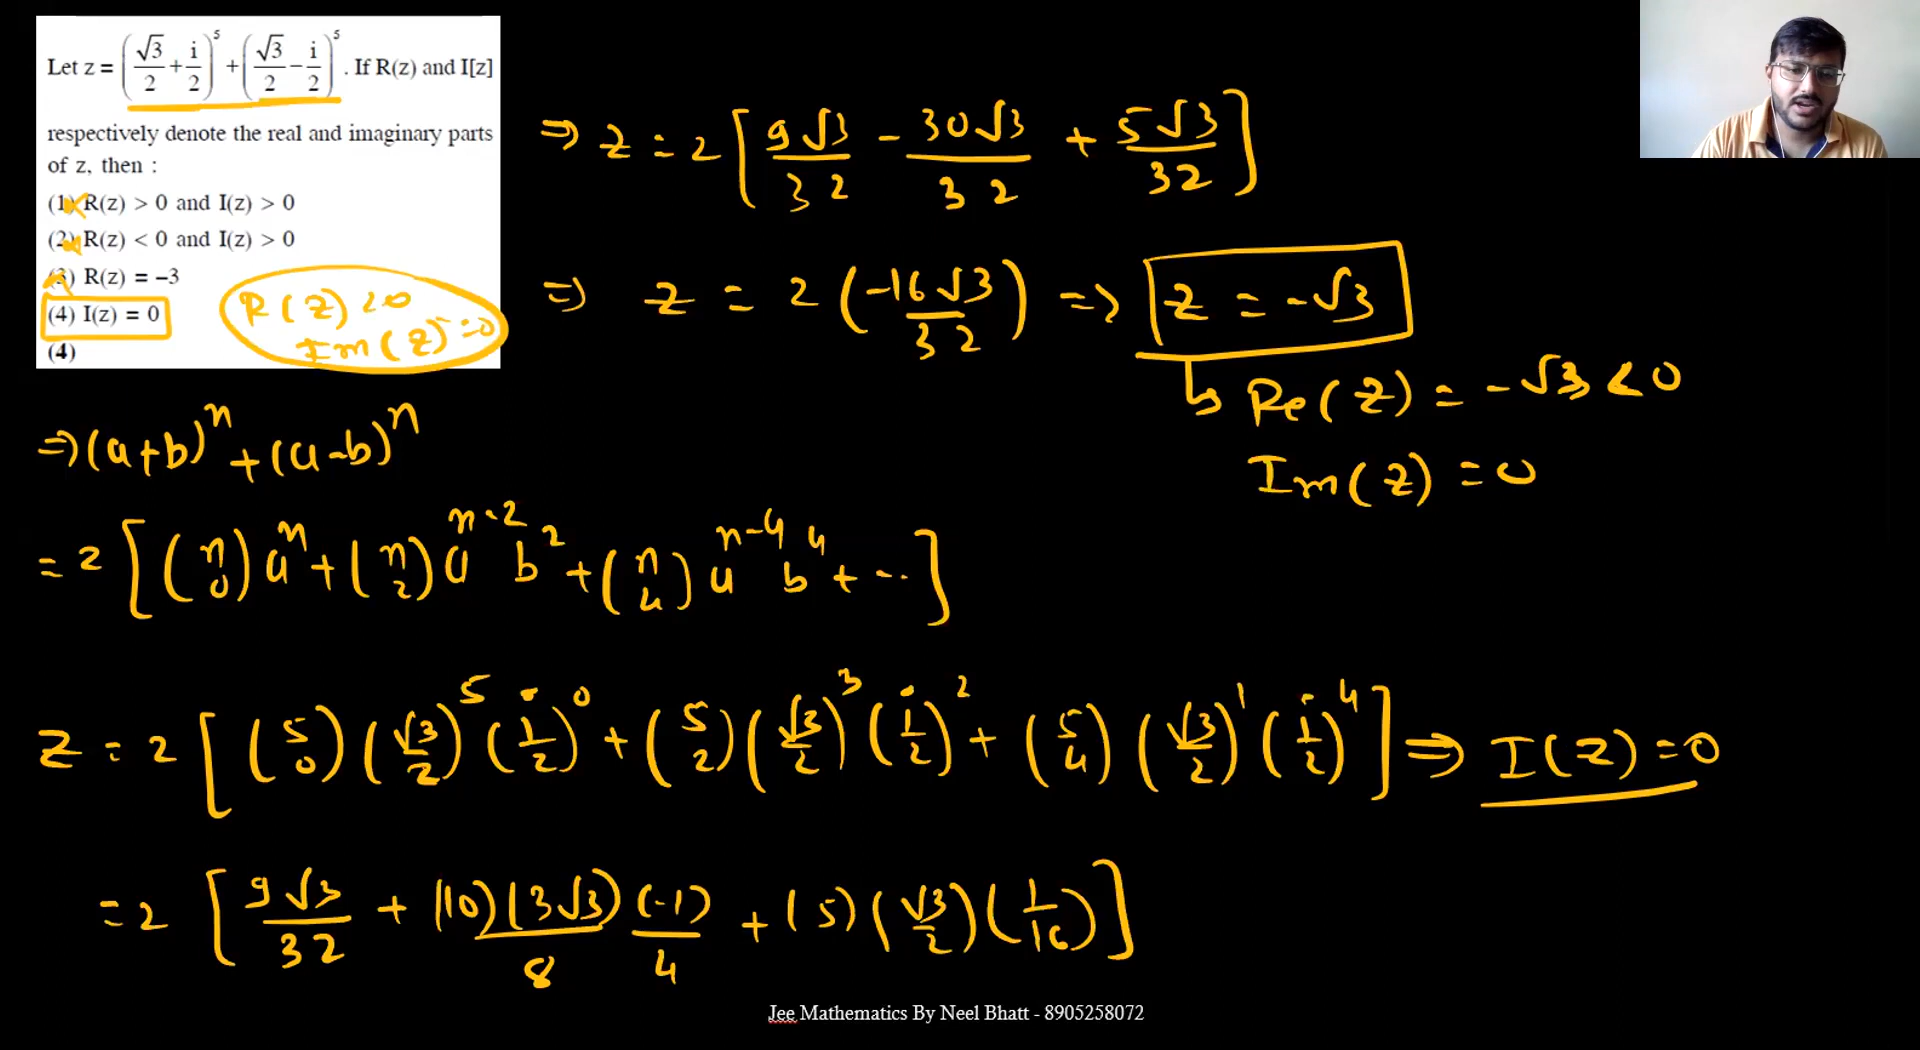 Let z = (√3/2 + i/2)^5 + (√3/2 − i/2)^5. If R(z) and I[z]
respectively denote the real and imaginary parts
of z, then :
(1) R(z) > 0 and I(z) > 0
(2) R(z) < 0 and I(z) > 0
(3) R(z) = −3
(4) I(z) = 0
(4)
R(z) < 0
Im(z) = 0
⇒ (a+b)^n + (a-b)^n
= 2 [ (n 0) a^n + (n 2) a^(n-2) b^2 + (n 4) a^(n-4) b^4 + ... ]
z = 2 [ (5 0) (√3/2)^5 (i/2)^0 + (5 2) (√3/2)^3 (i/2)^2 + (5 4) (√3/2)^1 (i/2)^4 ] ⇒ I(z) = 0
= 2 [ 9√3/32 + (10)(3√3)/8 (-1)/4 + (5)(√3/2)(1/16) ]
⇒ z = 2 [ 9√3/32 - 30√3/32 + 5√3/32 ]
⇒ z = 2 (-16√3/32) ⇒ z = -√3
↳ Re(z) = -√3 < 0
Im(z) = 0
Jee Mathematics By Neel Bhatt - 8905258072